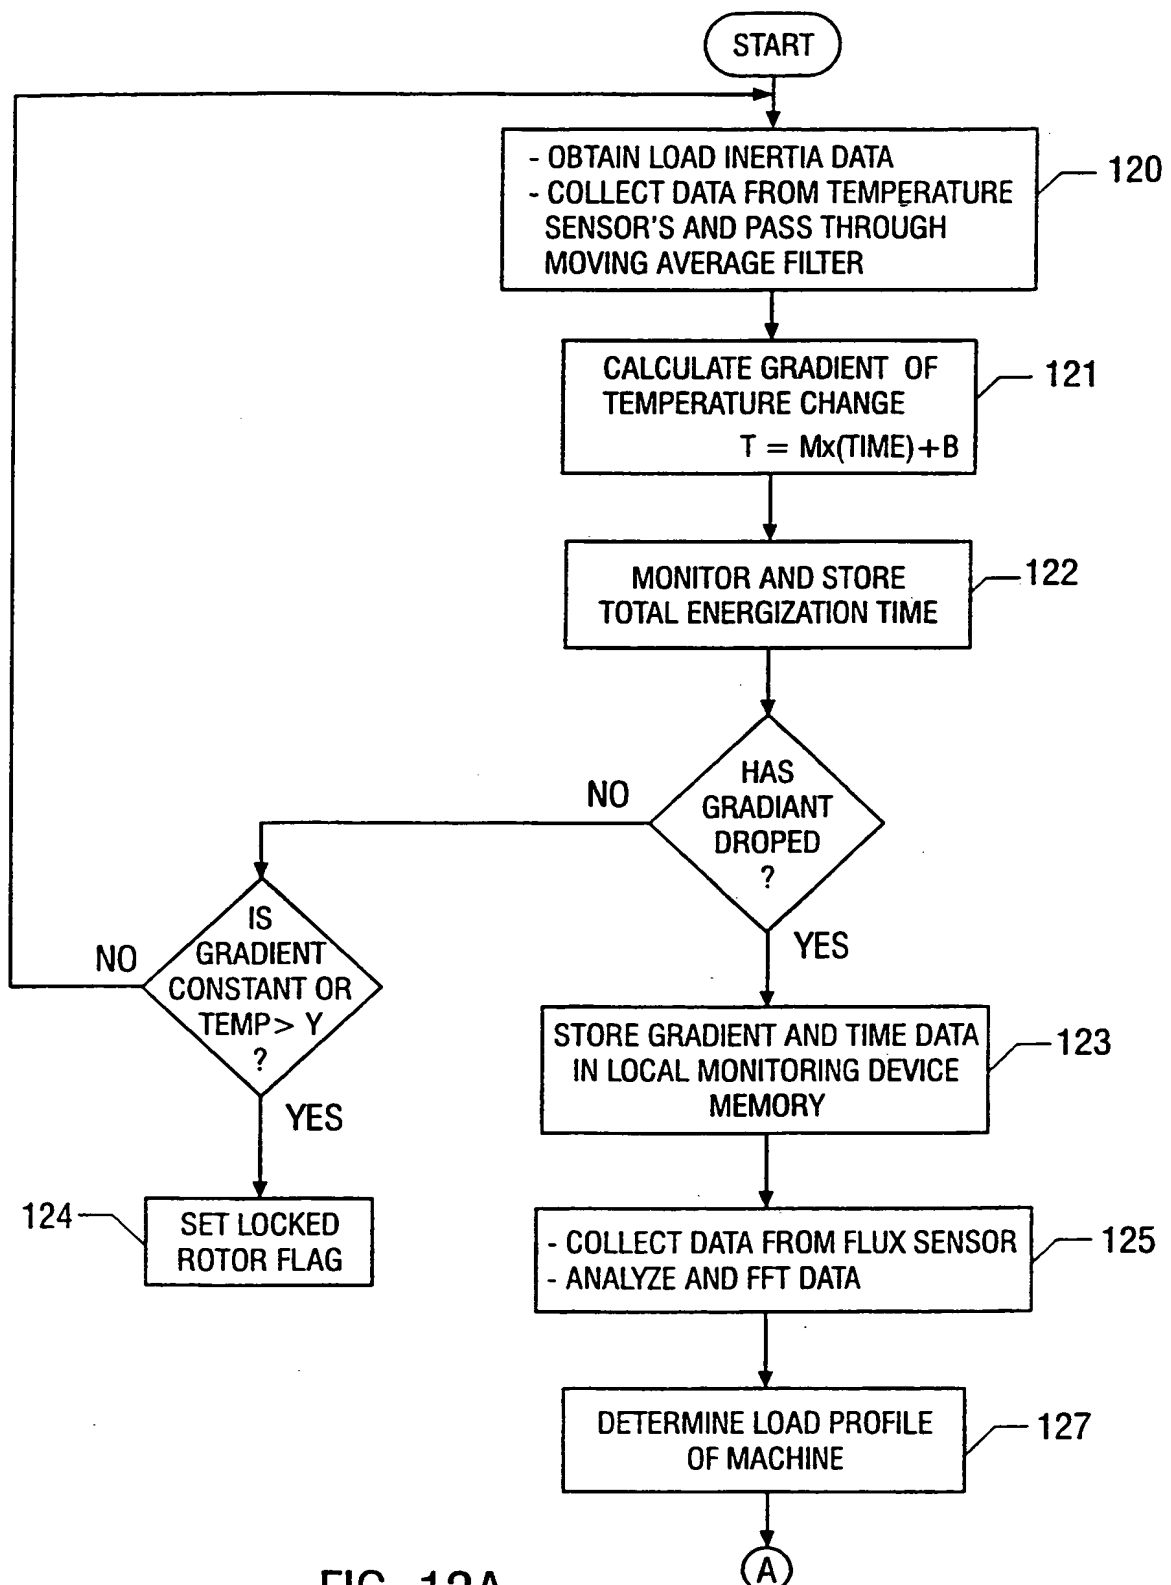 START
- OBTAIN LOAD INERTIA DATA
- COLLECT DATA FROM TEMPERATURE
SENSOR'S AND PASS THROUGH
MOVING AVERAGE FILTER
120
CALCULATE GRADIENT OF
TEMPERATURE CHANGE
T = Mx(TIME)+B
121
MONITOR AND STORE
TOTAL ENERGIZATION TIME
122
HAS
GRADIANT
DROPED
?
NO
YES
IS
GRADIENT
CONSTANT OR
TEMP> Y
?
NO
YES
STORE GRADIENT AND TIME DATA
IN LOCAL MONITORING DEVICE
MEMORY
123
124
SET LOCKED
ROTOR FLAG
- COLLECT DATA FROM FLUX SENSOR
- ANALYZE AND FFT DATA
125
DETERMINE LOAD PROFILE
OF MACHINE
127
A